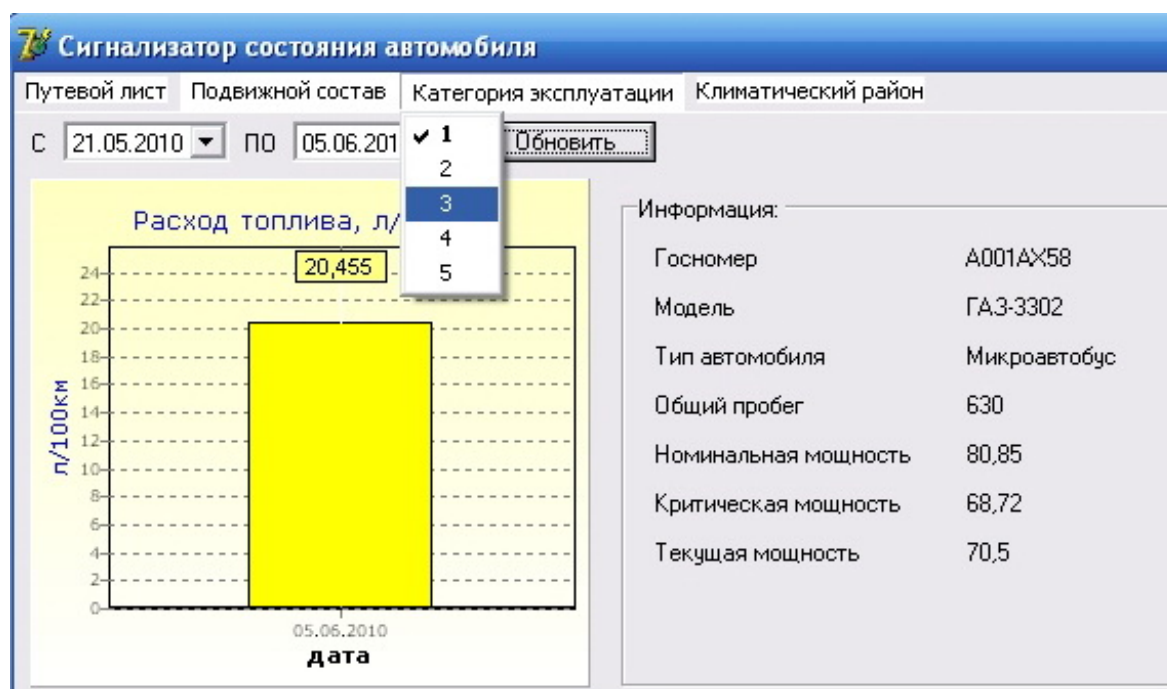 Сигнализатор состояния автомобиля
Путевой лист Подвижной состав Категория эксплуатации Климатический район
С 21.05.2010 ПО 05.06.201 Обновить
1
2
3
4
5
Расход топлива, л/
20,455
24
22
20
18
16
14
12
10
8
6
4
2
0
л/100км
05.06.2010
дата
Информация:
Госномер А001АХ58
Модель ГАЗ-3302
Тип автомобиля Микроавтобус
Общий пробег 630
Номинальная мощность 80,85
Критическая мощность 68,72
Текущая мощность 70,5